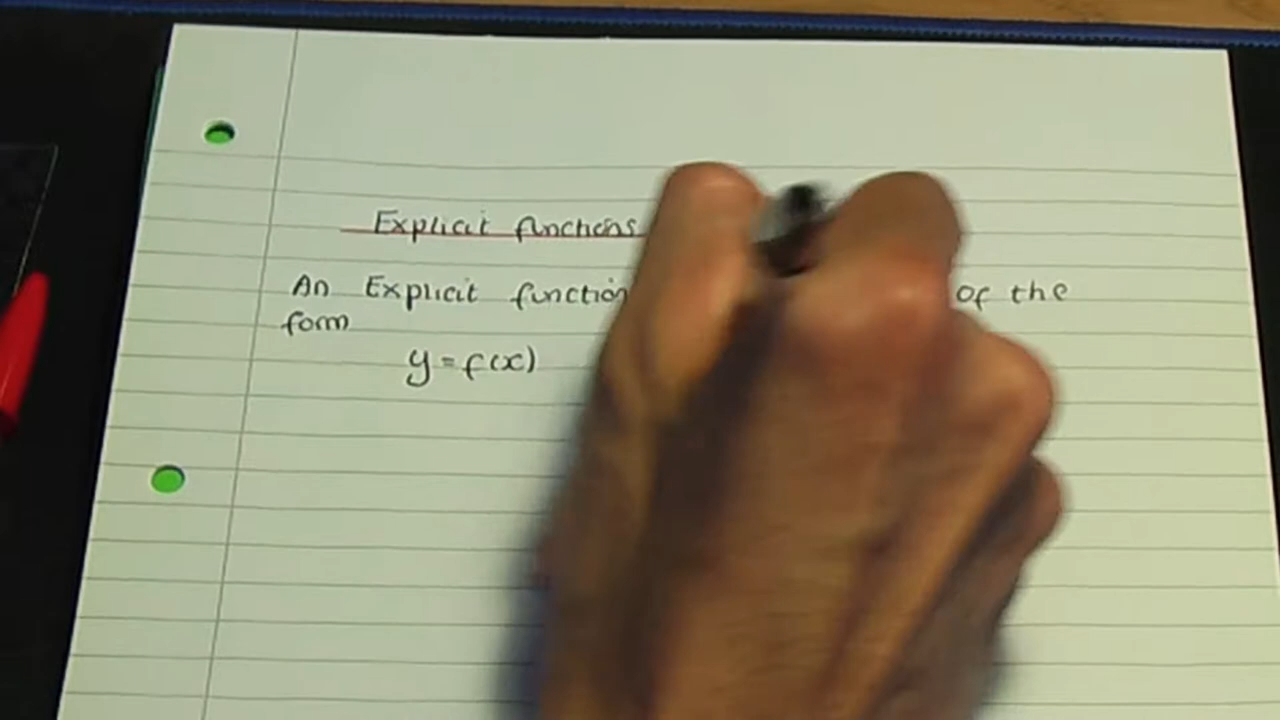 Explicit functions
An Explicit function of the
form
y = f(x)